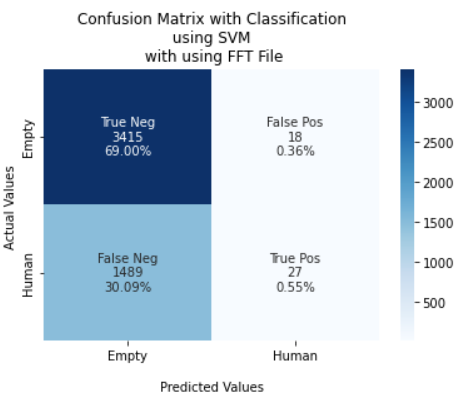 Confusion Matrix with Classification
using SVM
with using FFT File
True Neg
3415
69.00%
False Pos
18
0.36%
False Neg
1489
30.09%
True Pos
27
0.55%
Actual Values
Empty
Human
Empty
Human
Predicted Values
3000
2500
2000
1500
1000
500